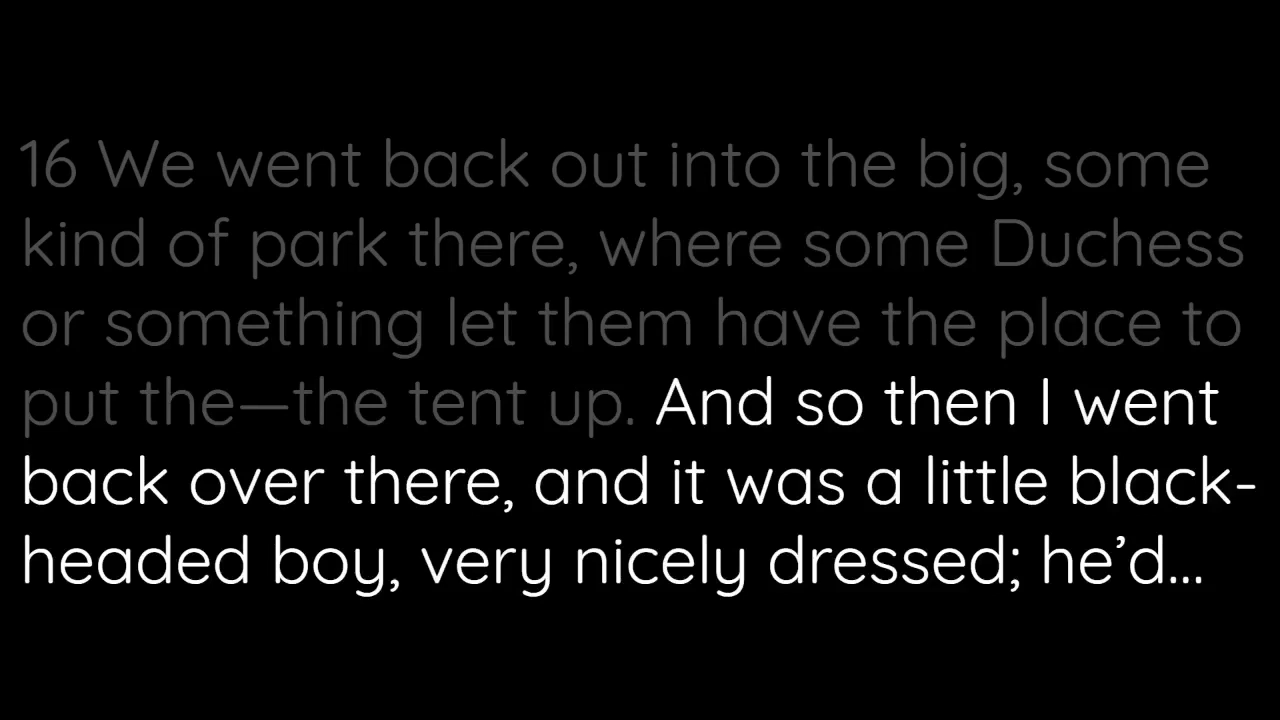 16 We went back out into the big, some
kind of park there, where some Duchess
or something let them have the place to
put the—the tent up. And so then I went
back over there, and it was a little black-
headed boy, very nicely dressed; he’d...